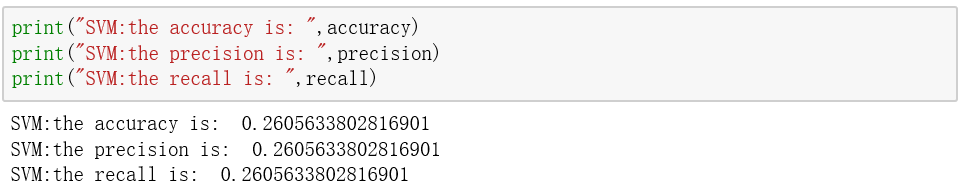 print("SVM:the accuracy is: ",accuracy)
print("SVM:the precision is: ",precision)
print("SVM:the recall is: ",recall)
SVM:the accuracy is:  0.2605633802816901
SVM:the precision is:  0.2605633802816901
SVM:the recall is:  0.2605633802816901